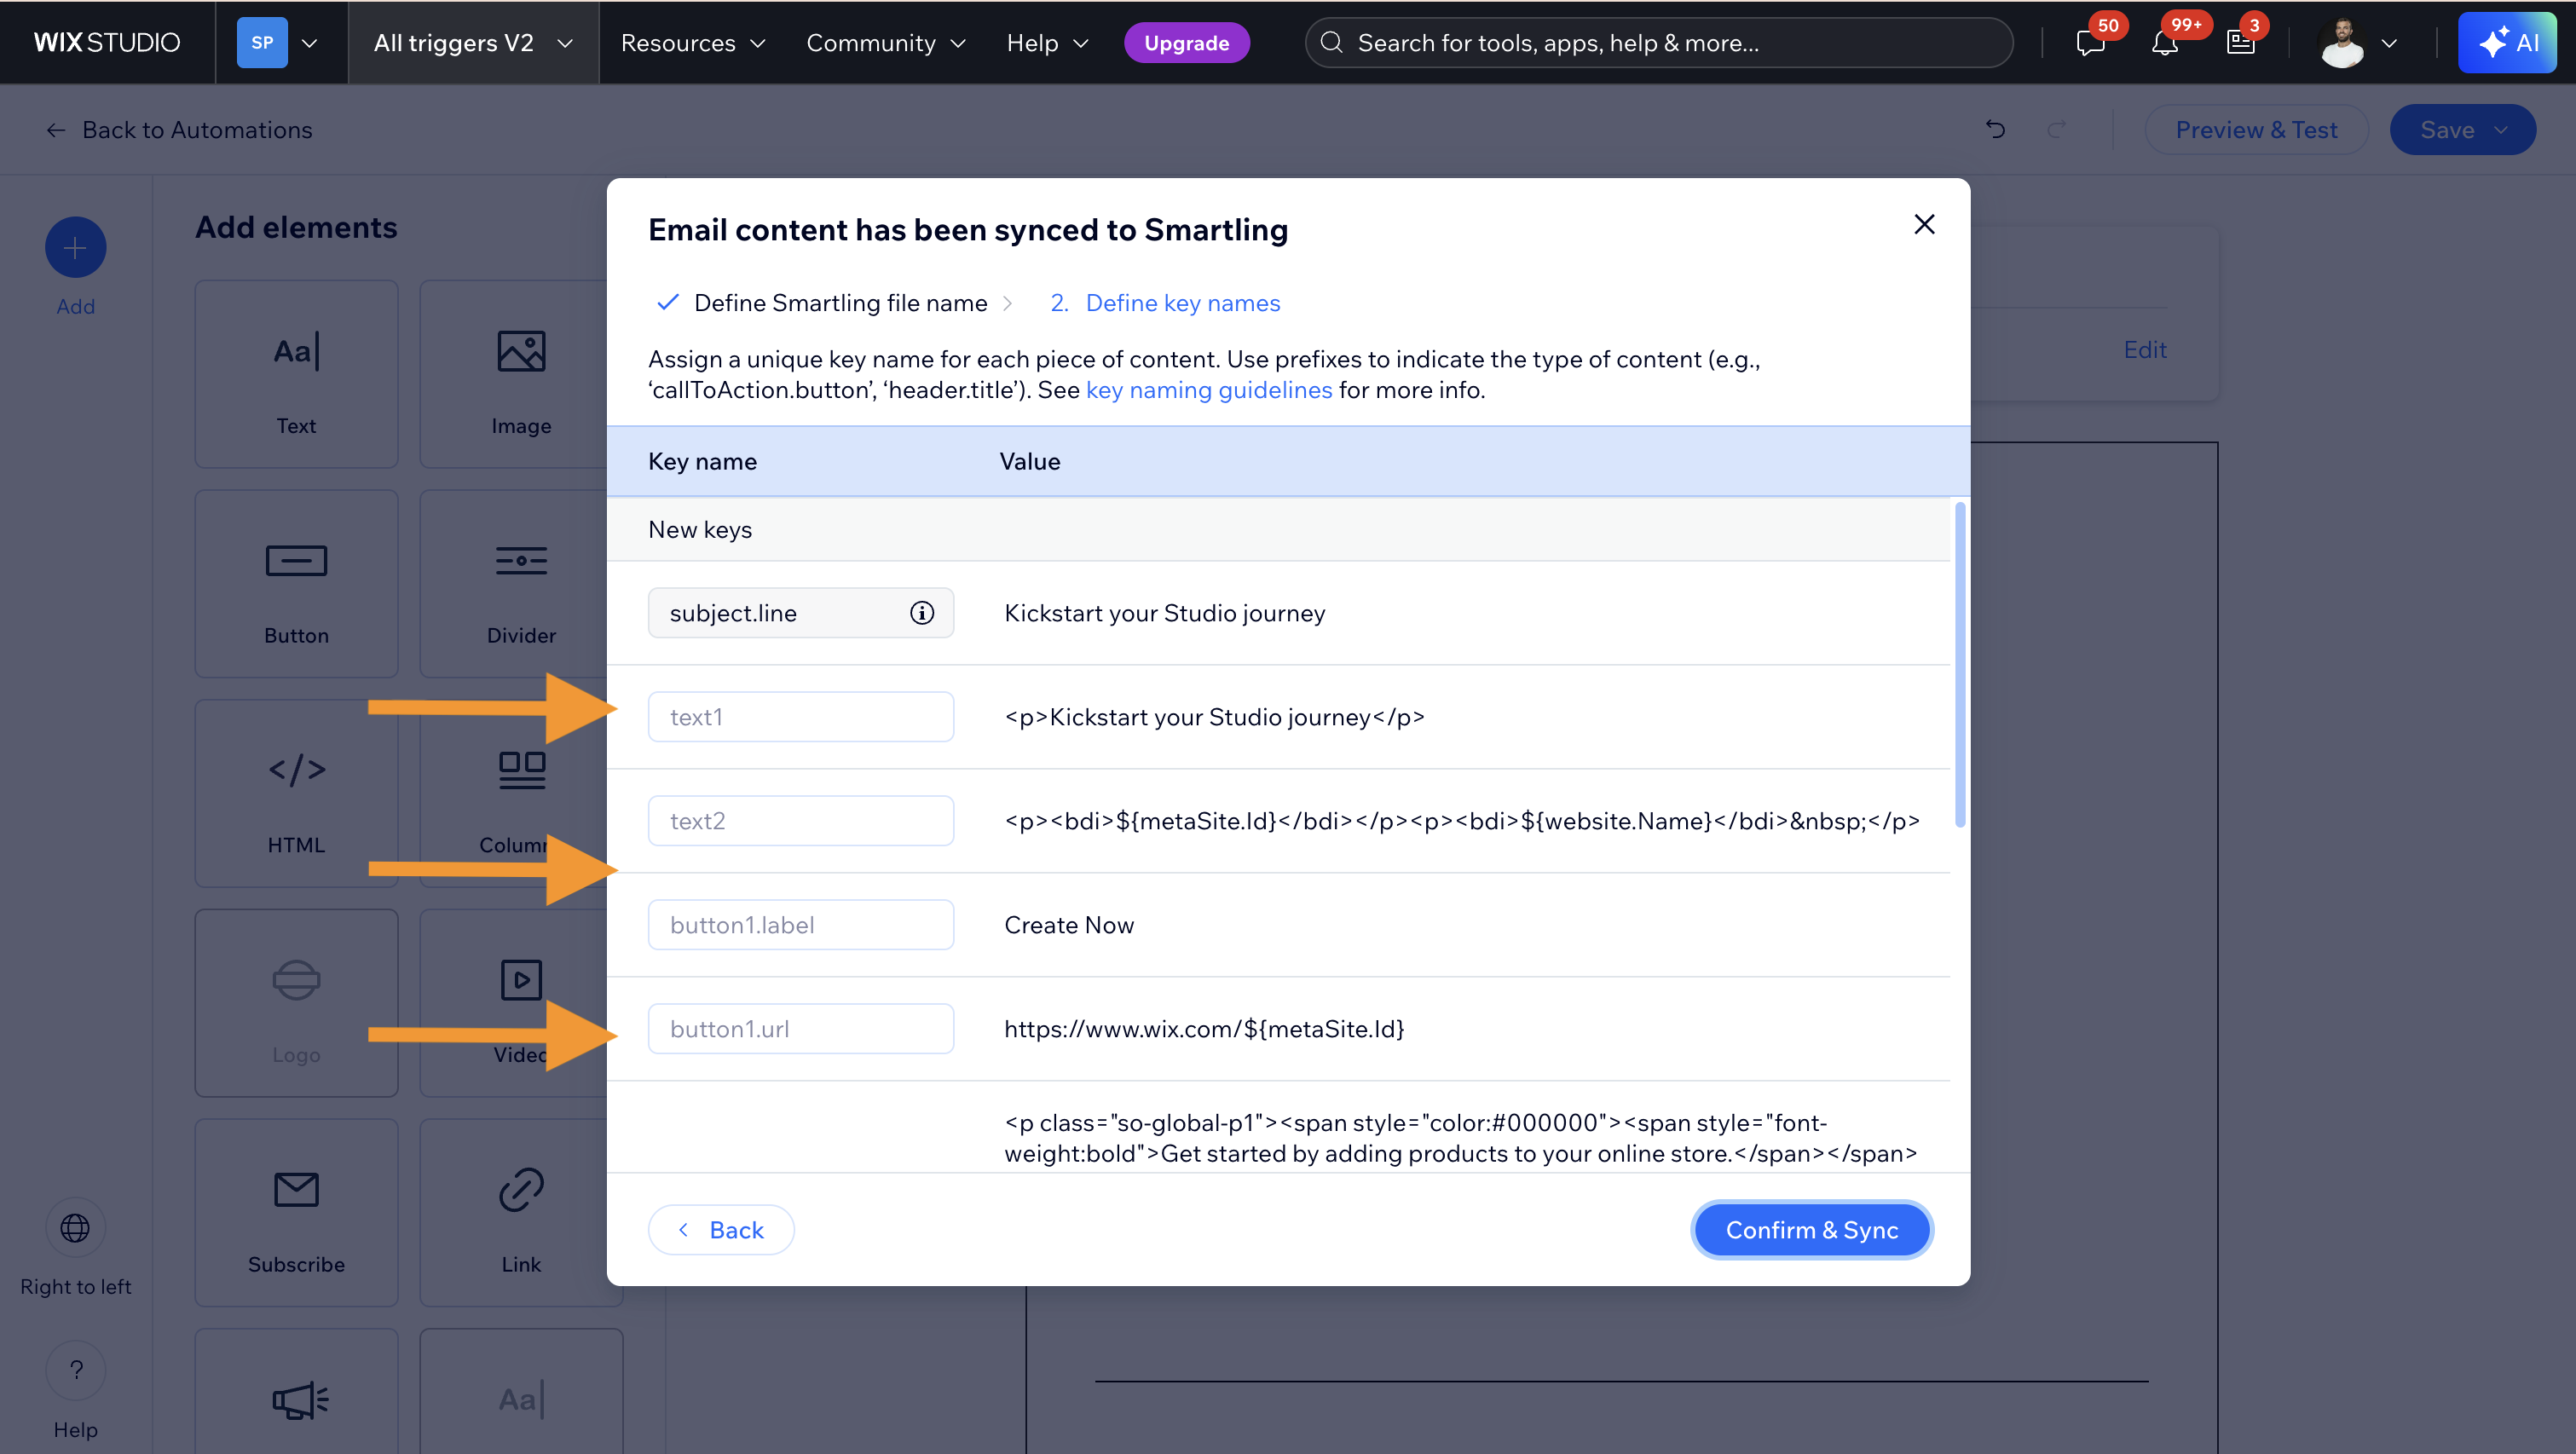 WIX STUDIO
SP
All triggers V2
Resources
Community
Help
Upgrade
Search for tools, apps, help & more...
50
99+
3
AI
Back to Automations
Preview & Test
Save
Add
Add elements
Text
Image
Button
Divider
HTML
Logo
Video
Subscribe
Link
Aa
Aa
Right to left
?
Help
Edit
Email content has been synced to Smartling
Define Smartling file name
2. Define key names
Assign a unique key name for each piece of content. Use prefixes to indicate the type of content (e.g.,
‘callToAction.button’, ‘header.title’). See key naming guidelines for more info.
Key name Value
New keys
subject.line Kickstart your Studio journey
text1 <p>Kickstart your Studio journey</p>
text2 <p><bdi>${metaSite.Id}</bdi></p><p><bdi>${website.Name}</bdi>&nbsp;</p>
button1.label Create Now
button1.url https://www.wix.com/${metaSite.Id}
<p class="so-global-p1"><span style="color:#000000"><span style="font-
weight:bold">Get started by adding products to your online store.</span></span>
Back
Confirm & Sync